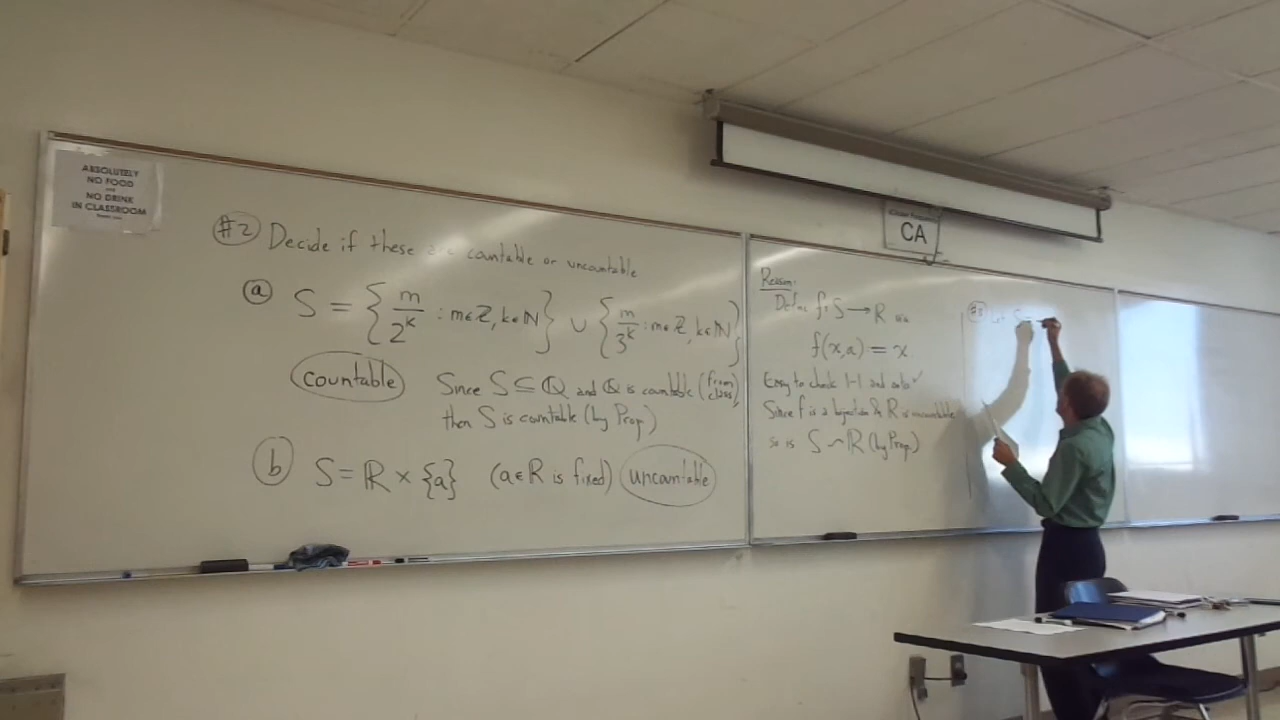 ABSOLUTELY
NO FOOD
NO DRINK
IN CLASSROOM
#2 Decide if these are countable or uncountable
a S = { m/2^k : m∈ℤ, k∈ℕ } ∪ { m/3^k : m∈ℤ, k∈ℕ }
countable Since S ⊆ ℚ and ℚ is countable (from class),
then S is countable (by Prop.)
b S = ℝ × {a} (a∈ℝ is fixed) uncountable
CA
Reason:
Define f: S → ℝ via
f(x,a) = x.
Easy to check 1-1 and onto ✓
Since f is a bijection & ℝ is uncountable
so is S ~ ℝ (by Prop.)
#3 Let S =